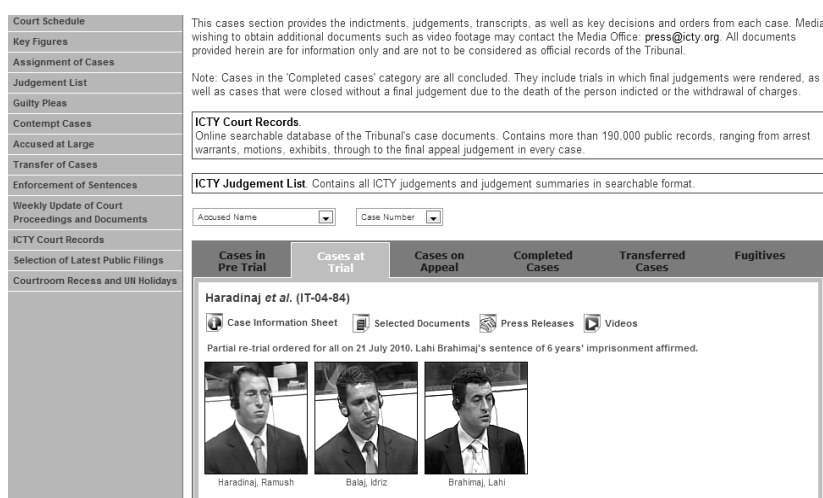 Court Schedule
Key Figures
Assignment of Cases
Judgement List
Guilty Pleas
Contempt Cases
Accused at Large
Transfer of Cases
Enforcement of Sentences
Weekly Update of Court
Proceedings and Documents
ICTY Court Records
Selection of Latest Public Filings
Courtroom Recess and UN Holidays
This cases section provides the indictments, judgements, transcripts, as well as key decisions and orders from each case. Media
wishing to obtain additional documents such as video footage may contact the Media Office: press@icty.org. All documents
provided herein are for information only and are not to be considered as official records of the Tribunal.
Note: Cases in the 'Completed cases' category are all concluded. They include trials in which final judgements were rendered, as
well as cases that were closed without a final judgement due to the death of the person indicted or the withdrawal of charges.
ICTY Court Records.
Online searchable database of the Tribunal's case documents. Contains more than 190,000 public records, ranging from arrest
warrants, motions, exhibits, through to the final appeal judgement in every case.
ICTY Judgement List. Contains all ICTY judgements and judgement summaries in searchable format.
Accused Name Case Number
Cases in Pre Trial
Cases at Trial
Cases on Appeal
Completed Cases
Transferred Cases
Fugitives
Haradinaj et al. (IT-04-84)
Case Information Sheet Selected Documents Press Releases Videos
Partial re-trial ordered for all on 21 July 2010. Lahi Brahimaj's sentence of 6 years' imprisonment affirmed.
Haradinaj, Ramush Balaj, Idriz Brahimaj, Lahi